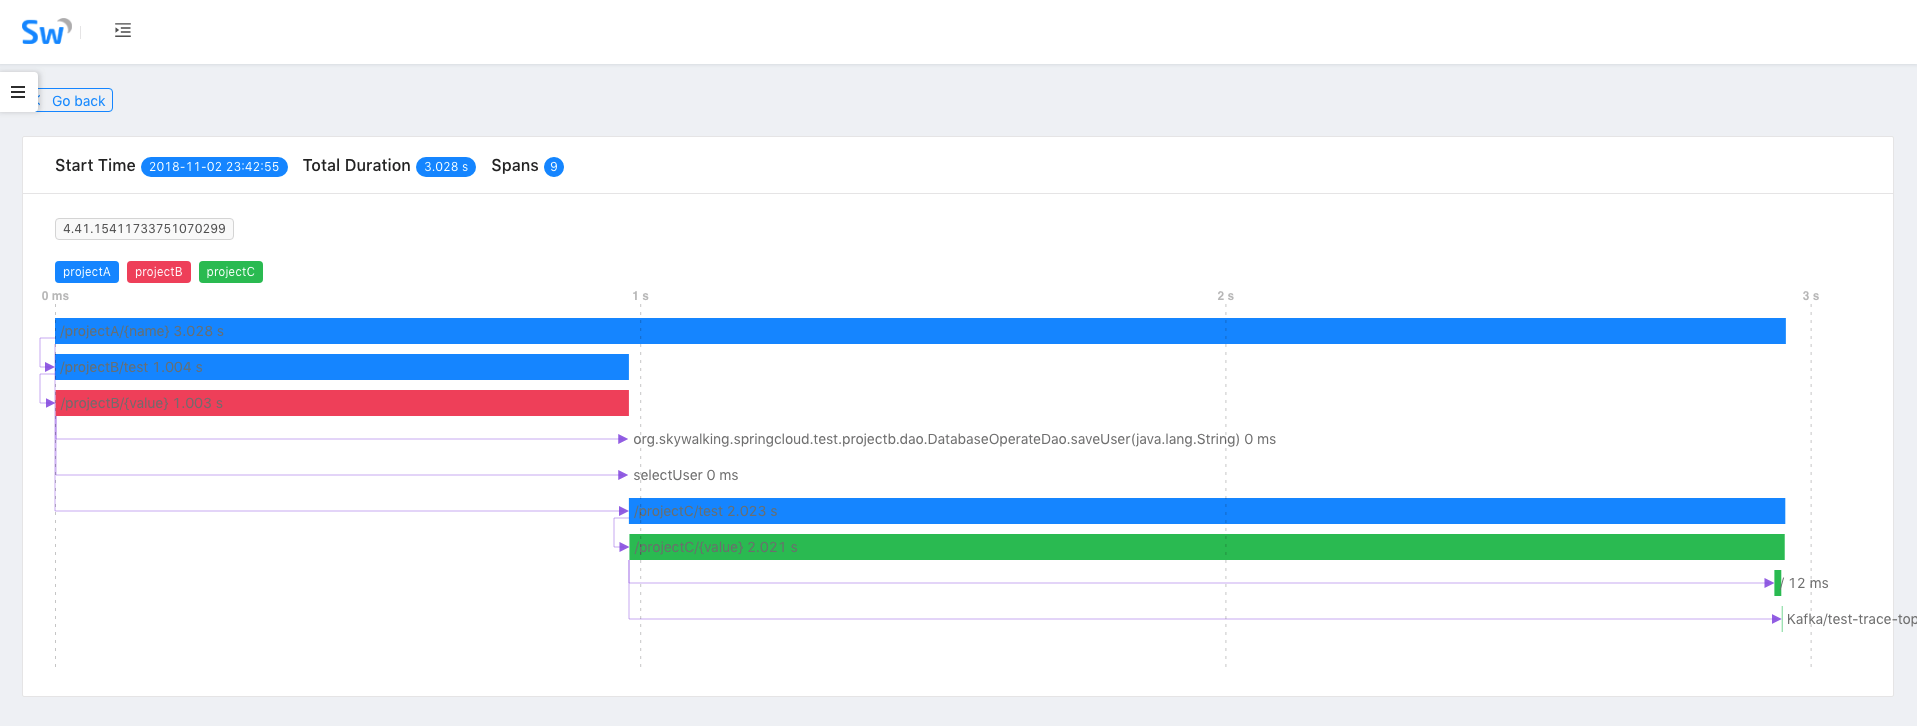 Sw
Go back
Start Time 2018-11-02 23:42:55 Total Duration 3.028 s Spans 9
4.41.15411733751070299
projectA projectB projectC
0 ms 1 s 2 s 3 s
/projectA/{name} 3.028 s
/projectB/test 1.004 s
/projectB/{value} 1.003 s
org.skywalking.springcloud.test.projectb.dao.DatabaseOperateDao.saveUser(java.lang.String) 0 ms
selectUser 0 ms
/projectC/test 2.023 s
/projectC/{value} 2.021 s
/ 12 ms
Kafka/test-trace-top